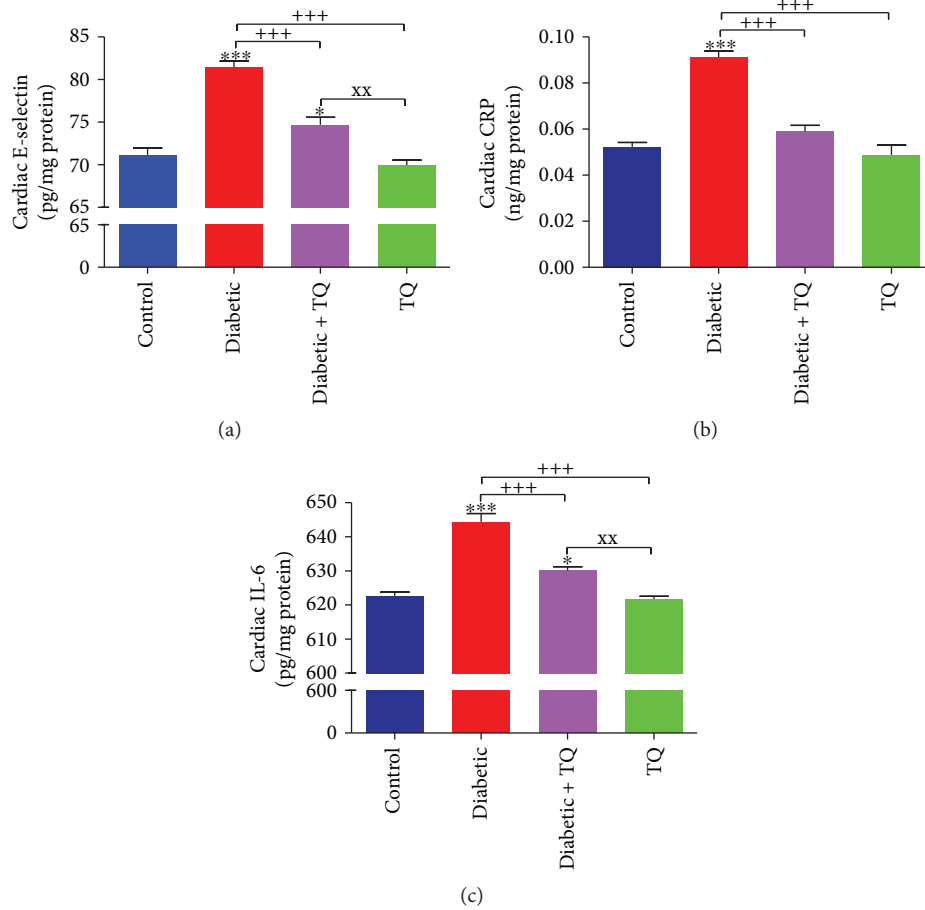 +++
+++
***
xx
*
85
80
75
70
65
65
0
Cardiac E-selectin
(pg/mg protein)
Control
Diabetic
Diabetic + TQ
TQ
(a)
+++
+++
***
0.10
0.08
0.06
0.04
0.02
0.00
Cardiac CRP
(ng/mg protein)
Control
Diabetic
Diabetic + TQ
TQ
(b)
+++
+++
***
xx
*
650
640
630
620
610
600
600
0
Cardiac IL-6
(pg/mg protein)
Control
Diabetic
Diabetic + TQ
TQ
(c)